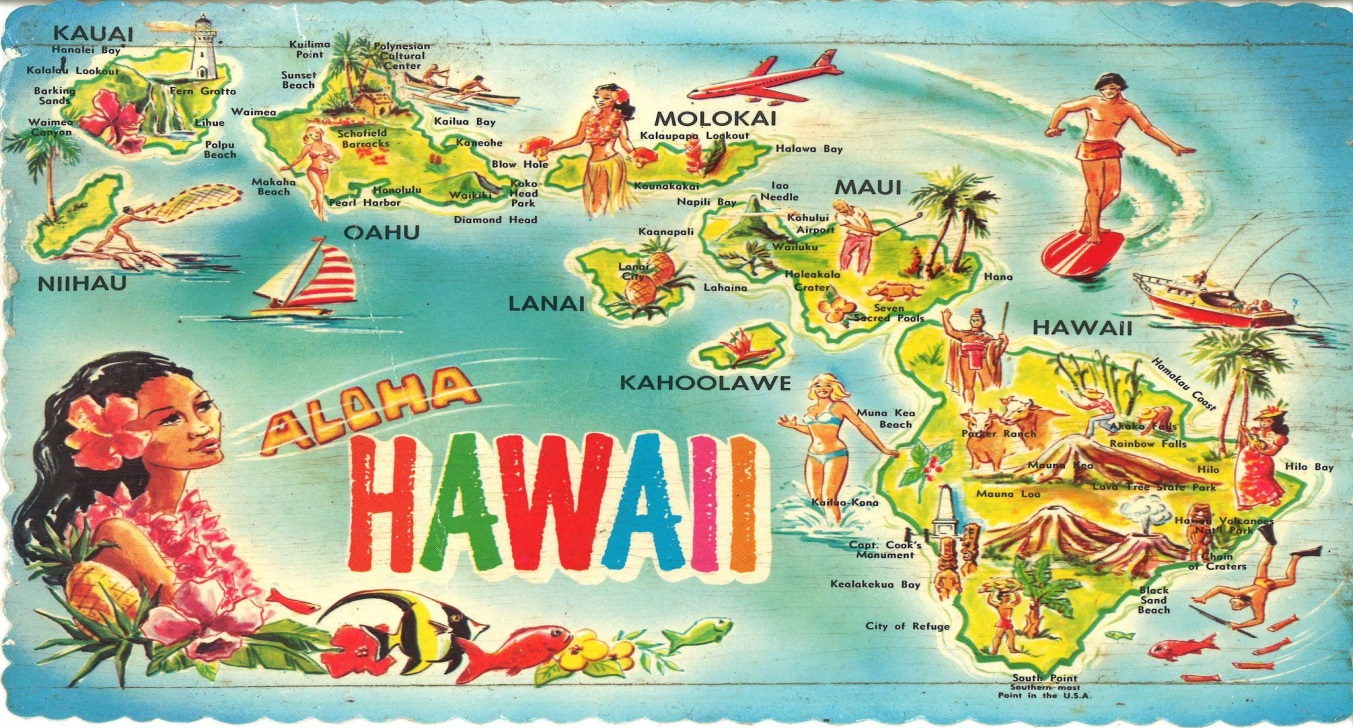 KAUAI
Hanalei Bay
Kalalau Lookout
Barking
Sands
Fern Grotto
Waimea
Canyon
Lihue
Polpu
Beach
NIIHAU
Kuilima
Point
Polynesian
Cultural
Center
Sunset
Beach
Waimea
Kailua Bay
Schofield
Barracks
Kaneohe
Blow Hole
Makaha
Beach
Honolulu
Waikiki
Koko
Head
Park
Pearl Harbor
Diamond Head
OAHU
MOLOKAI
Kalaupapa Lookout
Halawa Bay
Kaunakakai
Iao
Needle
MAUI
Napili Bay
Kahului
Airport
Kaanapali
Wailuku
Lanai
City
Haleakala
Crater
Hana
Lahaina
LANAI
Seven
Sacred Pools
KAHOOLAWE
HAWAII
Hamakau Coast
Muna Kea
Beach
Parker Ranch
Akaka Falls
Rainbow Falls
Mauna Kea
Hilo
Hilo Bay
Lava Tree State Park
Mauna Loa
Kailua-Kona
Hawaii Volcanoes
Nat'l Park
Capt. Cook's
Monument
Chain
of Craters
Kealakekua Bay
Black
Sand
Beach
City of Refuge
South Point
Southern-most
Point in the U.S.A.
ALOHA
HAWAII